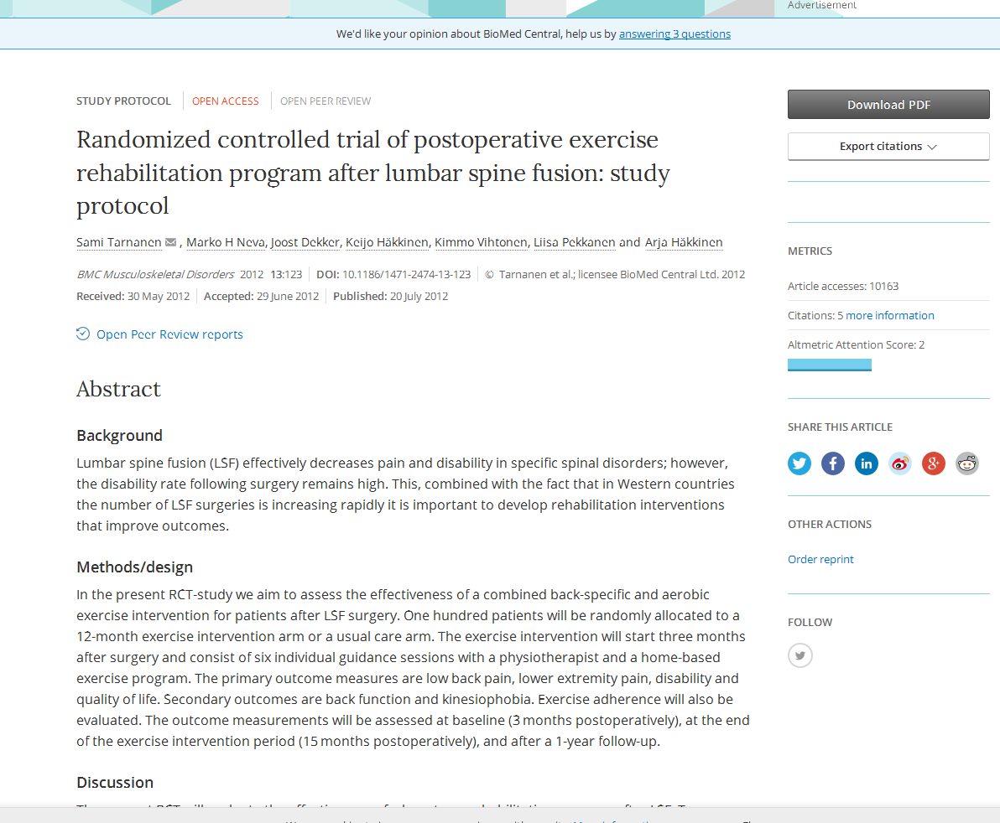 Advertisement
We'd like your opinion about BioMed Central, help us by answering 3 questions
STUDY PROTOCOL OPEN ACCESS OPEN PEER REVIEW
Randomized controlled trial of postoperative exercise
rehabilitation program after lumbar spine fusion: study
protocol
Sami Tarnanen , Marko H Neva, Joost Dekker, Keijo Häkkinen, Kimmo Vihtonen, Liisa Pekkanen and Arja Häkkinen
BMC Musculoskeletal Disorders 2012 13:123 DOI: 10.1186/1471-2474-13-123 © Tarnanen et al.; licensee BioMed Central Ltd. 2012
Received: 30 May 2012 Accepted: 29 June 2012 Published: 20 July 2012
Open Peer Review reports
Abstract
Background
Lumbar spine fusion (LSF) effectively decreases pain and disability in specific spinal disorders; however,
the disability rate following surgery remains high. This, combined with the fact that in Western countries
the number of LSF surgeries is increasing rapidly it is important to develop rehabilitation interventions
that improve outcomes.
Methods/design
In the present RCT-study we aim to assess the effectiveness of a combined back-specific and aerobic
exercise intervention for patients after LSF surgery. One hundred patients will be randomly allocated to a
12-month exercise intervention arm or a usual care arm. The exercise intervention will start three months
after surgery and consist of six individual guidance sessions with a physiotherapist and a home-based
exercise program. The primary outcome measures are low back pain, lower extremity pain, disability and
quality of life. Secondary outcomes are back function and kinesiophobia. Exercise adherence will also be
evaluated. The outcome measurements will be assessed at baseline (3 months postoperatively), at the end
of the exercise intervention period (15 months postoperatively), and after a 1-year follow-up.
Discussion
Download PDF
Export citations
METRICS
Article accesses: 10163
Citations: 5 more information
Altmetric Attention Score: 2
SHARE THIS ARTICLE
OTHER ACTIONS
Order reprint
FOLLOW